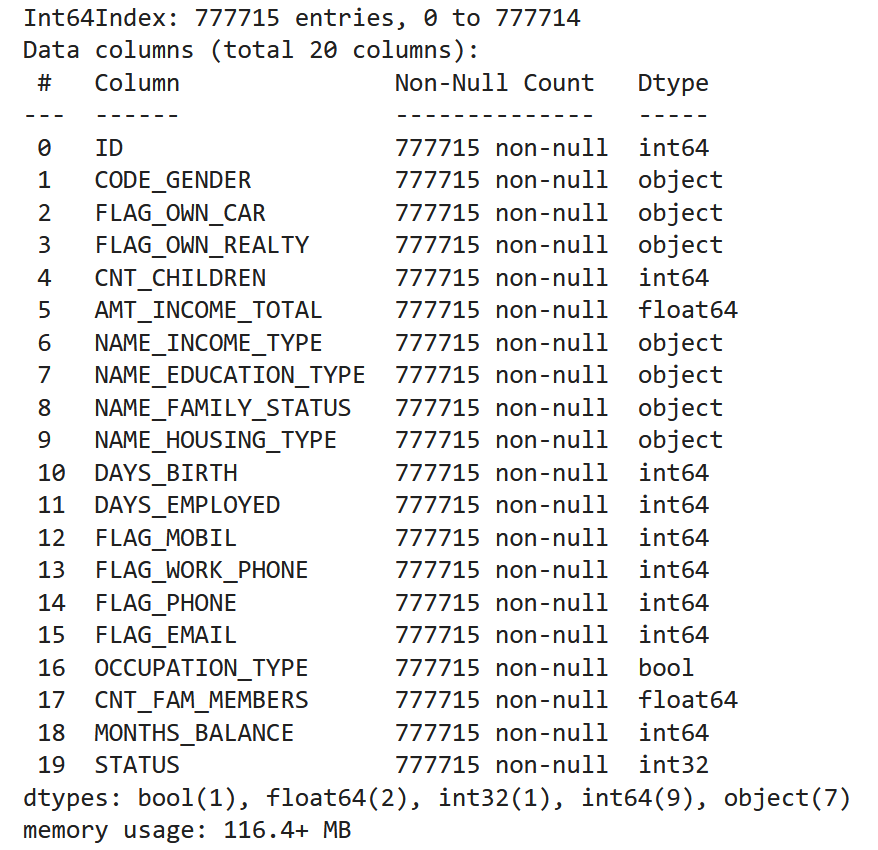 Int64Index: 777715 entries, 0 to 777714
Data columns (total 20 columns):
 #   Column               Non-Null Count   Dtype
---  ------               --------------   -----
 0   ID                   777715 non-null  int64
 1   CODE_GENDER          777715 non-null  object
 2   FLAG_OWN_CAR         777715 non-null  object
 3   FLAG_OWN_REALTY      777715 non-null  object
 4   CNT_CHILDREN         777715 non-null  int64
 5   AMT_INCOME_TOTAL     777715 non-null  float64
 6   NAME_INCOME_TYPE     777715 non-null  object
 7   NAME_EDUCATION_TYPE  777715 non-null  object
 8   NAME_FAMILY_STATUS   777715 non-null  object
 9   NAME_HOUSING_TYPE    777715 non-null  object
 10  DAYS_BIRTH           777715 non-null  int64
 11  DAYS_EMPLOYED        777715 non-null  int64
 12  FLAG_MOBIL           777715 non-null  int64
 13  FLAG_WORK_PHONE      777715 non-null  int64
 14  FLAG_PHONE           777715 non-null  int64
 15  FLAG_EMAIL           777715 non-null  int64
 16  OCCUPATION_TYPE      777715 non-null  bool
 17  CNT_FAM_MEMBERS      777715 non-null  float64
 18  MONTHS_BALANCE       777715 non-null  int64
 19  STATUS               777715 non-null  int32
dtypes: bool(1), float64(2), int32(1), int64(9), object(7)
memory usage: 116.4+ MB